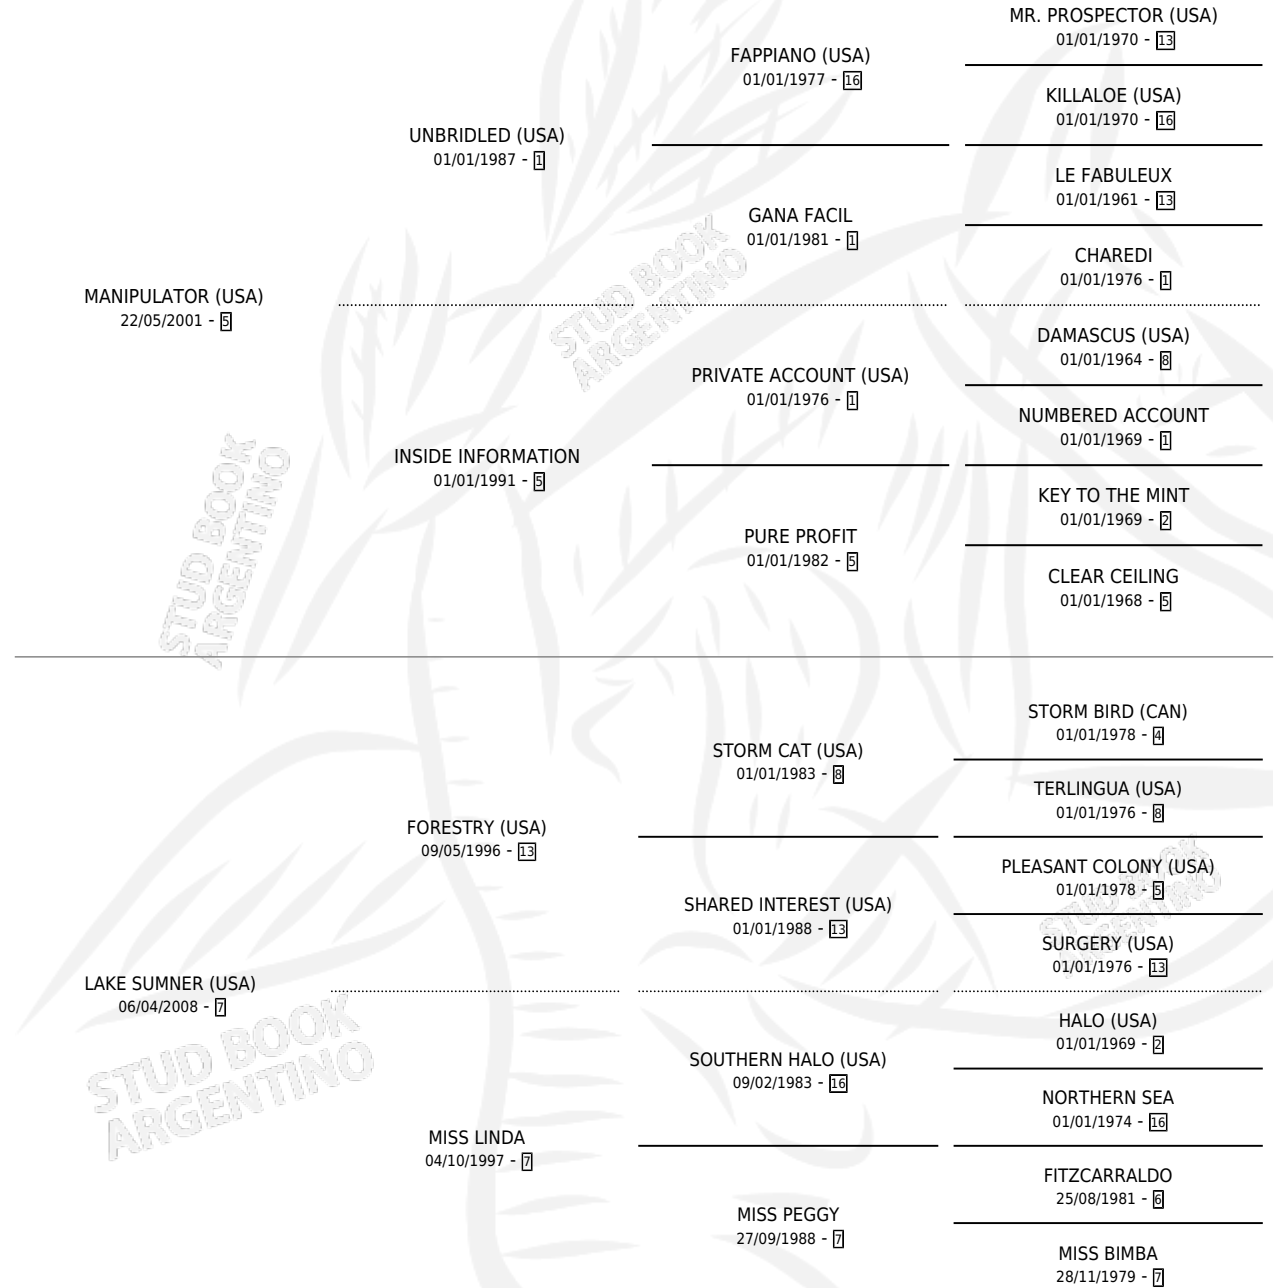 MR. PROSPECTOR (USA)
01/01/1970 - 13
FAPPIANO (USA)
01/01/1977 - 16
KILLALOE (USA)
01/01/1970 - 16
UNBRIDLED (USA)
01/01/1987 - 1
LE FABULEUX
01/01/1961 - 13
GANA FACIL
01/01/1981 - 1
CHAREDI
01/01/1976 - 1
MANIPULATOR (USA)
22/05/2001 - 5
DAMASCUS (USA)
01/01/1964 - 8
PRIVATE ACCOUNT (USA)
01/01/1976 - 1
NUMBERED ACCOUNT
01/01/1969 - 1
INSIDE INFORMATION
01/01/1991 - 5
KEY TO THE MINT
01/01/1969 - 2
PURE PROFIT
01/01/1982 - 5
CLEAR CEILING
01/01/1968 - 5
STORM BIRD (CAN)
01/01/1978 - 4
STORM CAT (USA)
01/01/1983 - 8
TERLINGUA (USA)
01/01/1976 - 8
FORESTRY (USA)
09/05/1996 - 13
PLEASANT COLONY (USA)
01/01/1978 - 5
SHARED INTEREST (USA)
01/01/1988 - 13
SURGERY (USA)
01/01/1976 - 13
LAKE SUMNER (USA)
06/04/2008 - 7
HALO (USA)
01/01/1969 - 2
SOUTHERN HALO (USA)
09/02/1983 - 16
NORTHERN SEA
01/01/1974 - 16
MISS LINDA
04/10/1997 - 7
FITZCARRALDO
25/08/1981 - 6
MISS PEGGY
27/09/1988 - 7
MISS BIMBA
28/11/1979 - 7
STUD BOOK
ARGENTINO
STUD BOOK
ARGENTINO
STUD BOOK
ARGENTINO
STUD BOOK
ARGENTINO